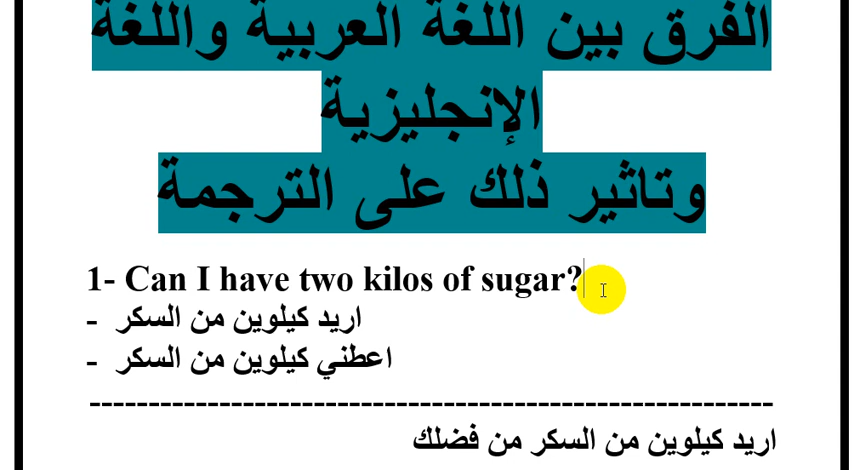 الفرق بين اللغة العربية واللغة
الإنجليزية
وتاثير ذلك على الترجمة
1- Can I have two kilos of sugar?
- اريد كيلوين من السكر
- اعطني كيلوين من السكر
----------------------------------------------------------
اريد كيلوين من السكر من فضلك